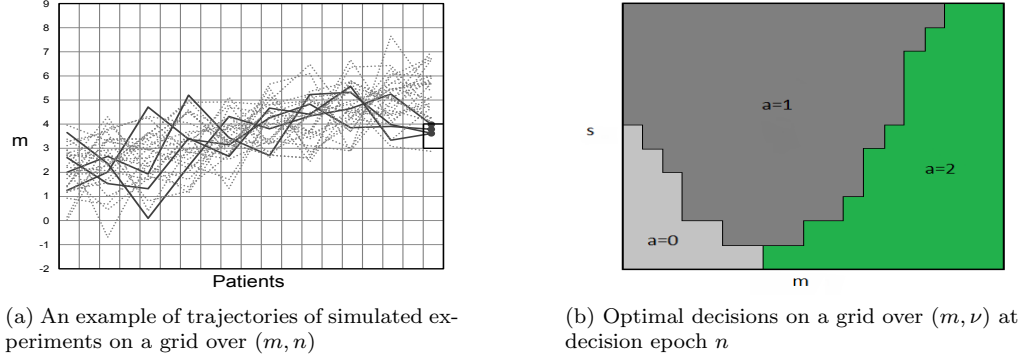 9
8
7
6
5
4
3
2
1
0
-1
-2
m
Patients
s
a=1
a=2
a=0
m
(a) An example of trajectories of simulated ex-
periments on a grid over (m, n)
(b) Optimal decisions on a grid over (m, ν) at
decision epoch n